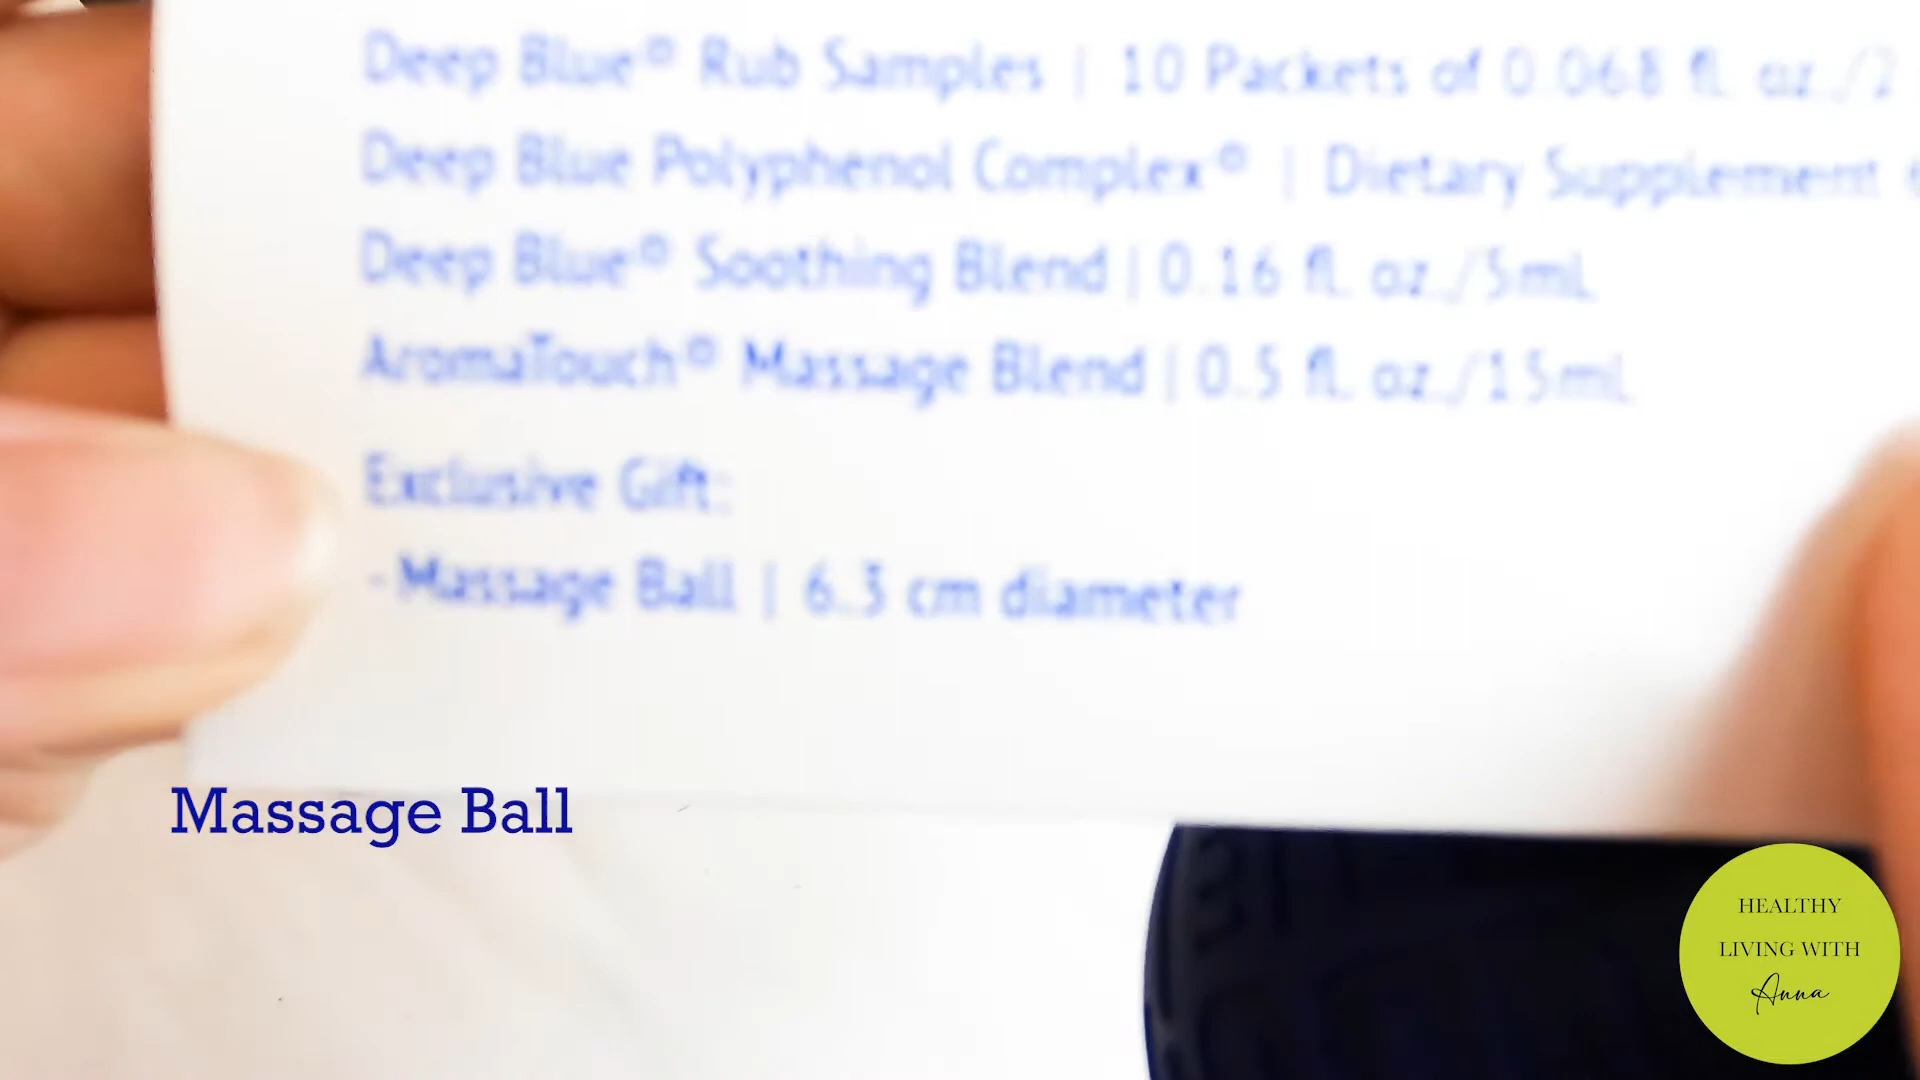 Deep Blue® Rub Samples | 10 Packets of 0.068 fl. oz./2
Deep Blue Polyphenol Complex® | Dietary Supplement
Deep Blue® Soothing Blend | 0.16 fl. oz./5mL
AromaTouch® Massage Blend | 0.5 fl. oz./15mL
Exclusive Gift:
- Massage Ball | 6.3 cm diameter
Massage Ball
HEALTHY
LIVING WITH
Anna